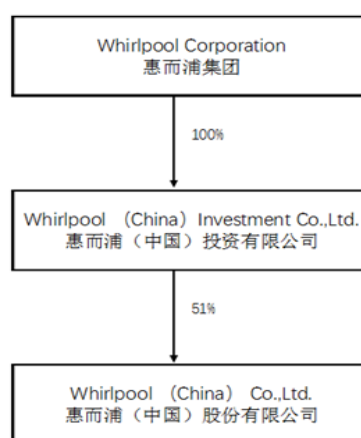 Whirlpool Corporation
惠而浦集团
100%
Whirlpool （China）Investment Co.,Ltd.
惠而浦（中国）投资有限公司
51%
Whirlpool （China） Co.,Ltd.
惠而浦（中国）股份有限公司